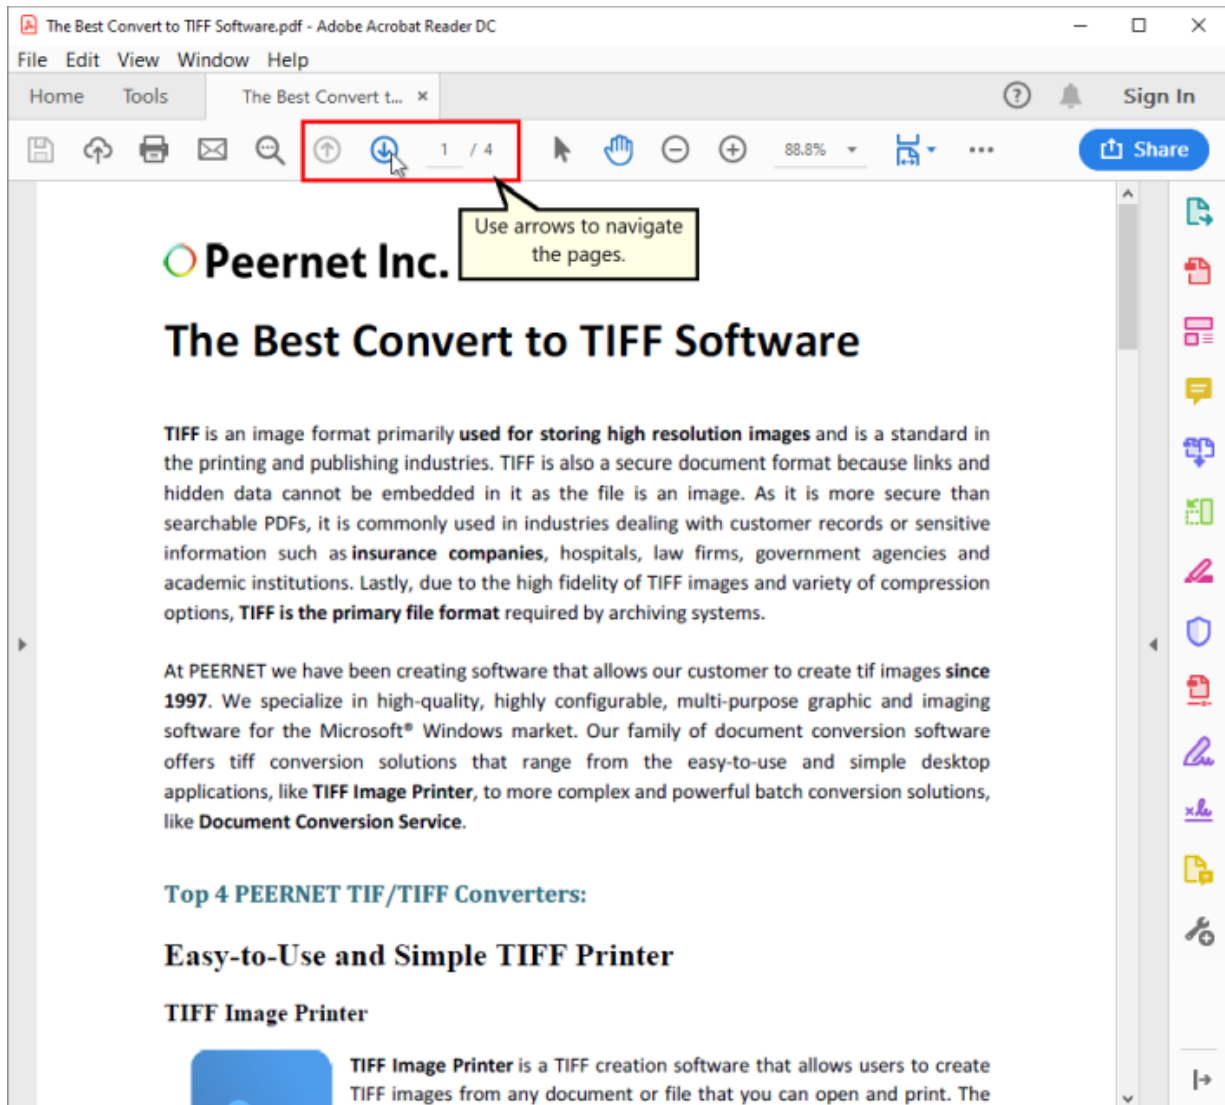 The Best Convert to TIFF Software.pdf - Adobe Acrobat Reader DC
File Edit View Window Help
Home Tools The Best Convert t... × ? Sign In
1 / 4 88.8% ••• Share
Use arrows to navigate
the pages.
Peernet Inc.
The Best Convert to TIFF Software
TIFF is an image format primarily used for storing high resolution images and is a standard in
the printing and publishing industries. TIFF is also a secure document format because links and
hidden data cannot be embedded in it as the file is an image. As it is more secure than
searchable PDFs, it is commonly used in industries dealing with customer records or sensitive
information such as insurance companies, hospitals, law firms, government agencies and
academic institutions. Lastly, due to the high fidelity of TIFF images and variety of compression
options, TIFF is the primary file format required by archiving systems.
At PEERNET we have been creating software that allows our customer to create tif images since
1997. We specialize in high-quality, highly configurable, multi-purpose graphic and imaging
software for the Microsoft® Windows market. Our family of document conversion software
offers tiff conversion solutions that range from the easy-to-use and simple desktop
applications, like TIFF Image Printer, to more complex and powerful batch conversion solutions,
like Document Conversion Service.
Top 4 PEERNET TIF/TIFF Converters:
Easy-to-Use and Simple TIFF Printer
TIFF Image Printer
TIFF Image Printer is a TIFF creation software that allows users to create
TIFF images from any document or file that you can open and print. The